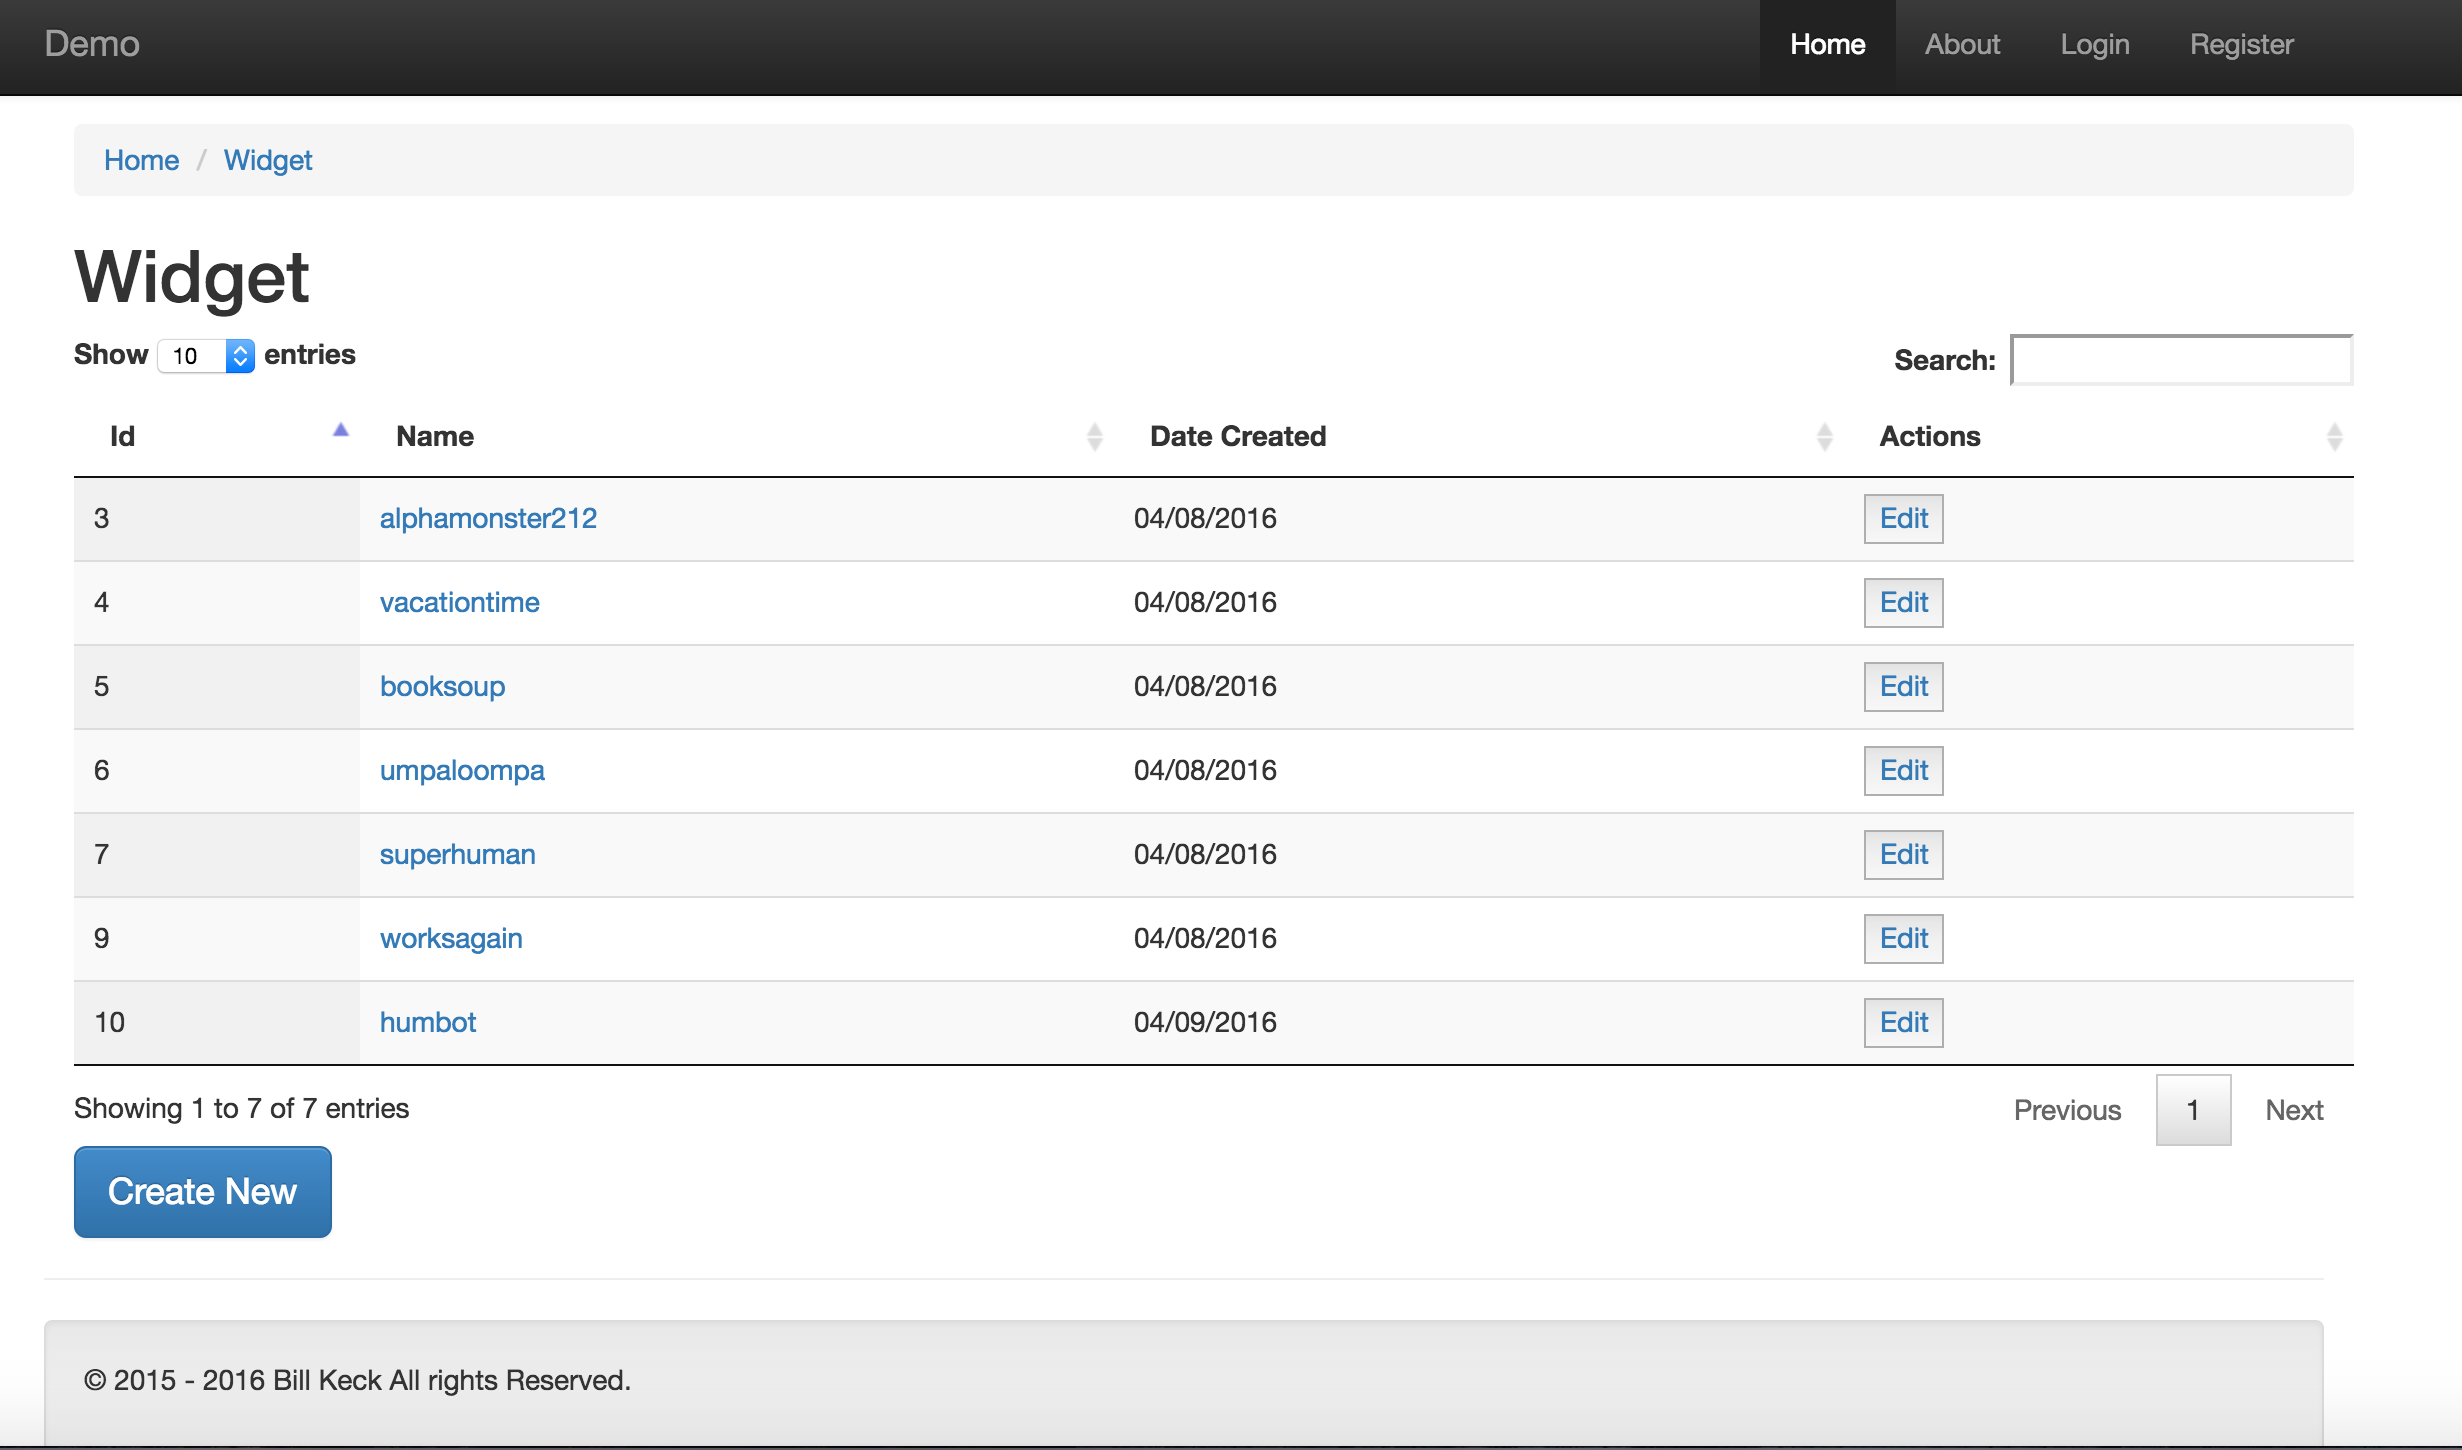 Demo Home About Login Register
Home / Widget
Widget
Show 10 entries Search:
Id Name Date Created Actions
3 alphamonster212 04/08/2016 Edit
4 vacationtime 04/08/2016 Edit
5 booksoup 04/08/2016 Edit
6 umpaloompa 04/08/2016 Edit
7 superhuman 04/08/2016 Edit
9 worksagain 04/08/2016 Edit
10 humbot 04/09/2016 Edit
Showing 1 to 7 of 7 entries Previous 1 Next
Create New
© 2015 - 2016 Bill Keck All rights Reserved.